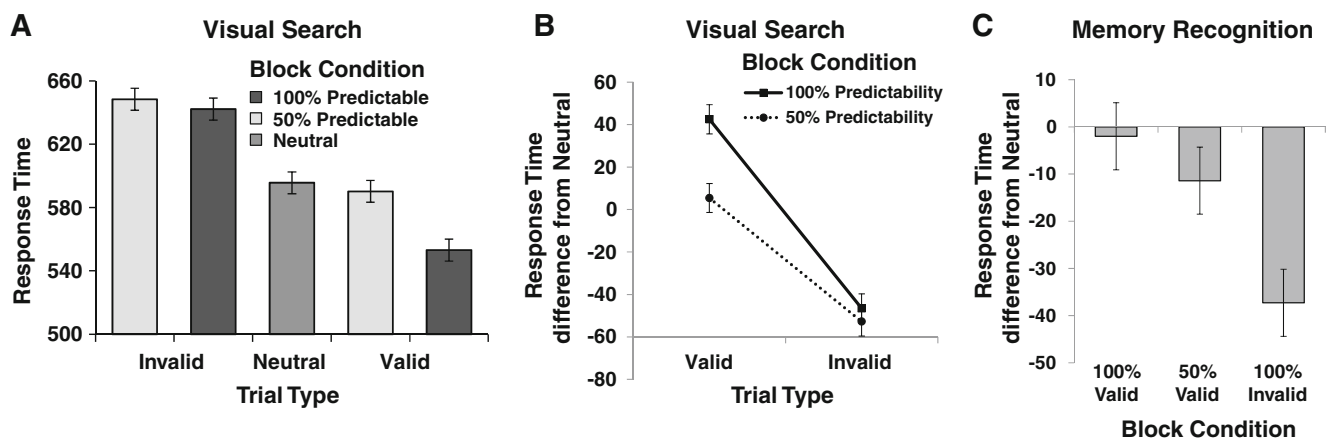 A
Visual Search
Block Condition
100% Predictable
50% Predictable
Neutral
Response Time
660
620
580
540
500
Invalid
Neutral
Valid
Trial Type
B
Visual Search
Block Condition
100% Predictability
50% Predictability
Response Time
difference from Neutral
60
40
20
0
-20
-40
-60
-80
Valid
Invalid
Trial Type
C
Memory Recognition
Response Time
difference from Neutral
10
0
-10
-20
-30
-40
-50
100%
Valid
50%
Valid
100%
Invalid
Block Condition